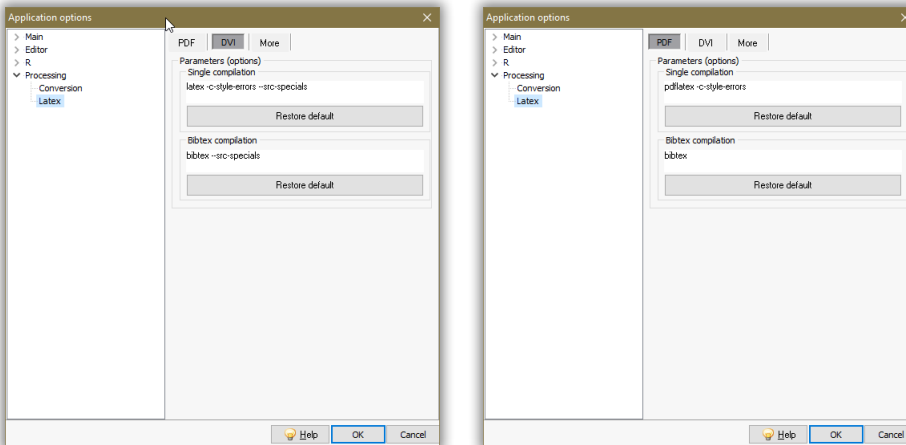 Application options
Main
Editor
R
Processing
Conversion
Latex
PDF DVI More
Parameters (options)
Single compilation
latex -c-style-errors --src-specials
Restore default
Bibtex compilation
bibtex --src-specials
Restore default
Help OK Cancel
Application options
Main
Editor
R
Processing
Conversion
Latex
PDF DVI More
Parameters (options)
Single compilation
pdflatex -c-style-errors
Restore default
Bibtex compilation
bibtex
Restore default
Help OK Cancel